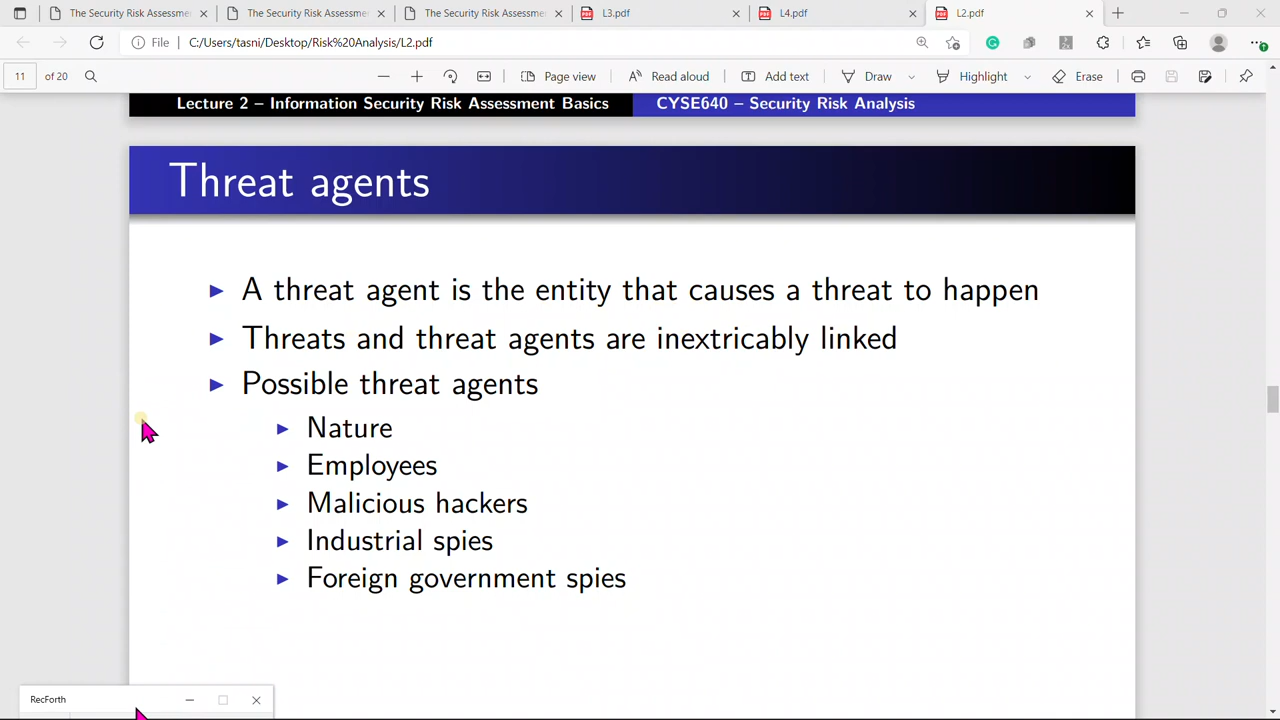 The Security Risk Assessme
The Security Risk Assessme
The Security Risk Assessme
L3.pdf
L4.pdf
L2.pdf
File
C:/Users/tasni/Desktop/Risk%20Analysis/L2.pdf
11 of 20
Page view
Read aloud
Add text
Draw
Highlight
Erase
Lecture 2 – Information Security Risk Assessment Basics
CYSE640 – Security Risk Analysis
Threat agents
A threat agent is the entity that causes a threat to happen
Threats and threat agents are inextricably linked
Possible threat agents
Nature
Employees
Malicious hackers
Industrial spies
Foreign government spies
RecForth